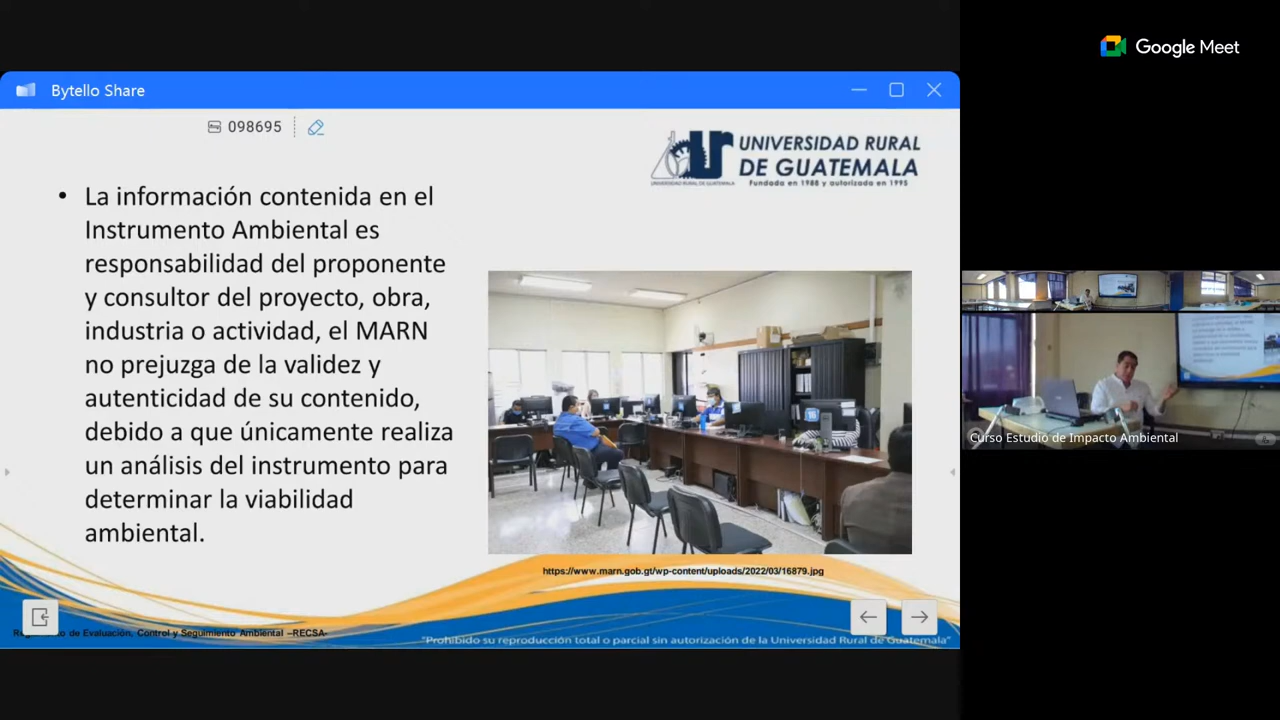 Google Meet
Bytello Share
098695
UNIVERSIDAD RURAL
DE GUATEMALA
UNIVERSIDAD RURAL DE GUATEMALA
Fundada en 1988 y autorizada en 1995
• La información contenida en el
Instrumento Ambiental es
responsabilidad del proponente
y consultor del proyecto, obra,
industria o actividad, el MARN
no prejuzga de la validez y
autenticidad de su contenido,
debido a que únicamente realiza
un análisis del instrumento para
determinar la viabilidad
ambiental.
https://www.marn.gob.gt/wp-content/uploads/2022/03/16879.jpg
de Evaluación, Control y Seguimiento Ambiental –RECSA-
"Prohibido su reproducción total o parcial sin autorización de la Universidad Rural de Guatemala"
Curso Estudio de Impacto Ambiental